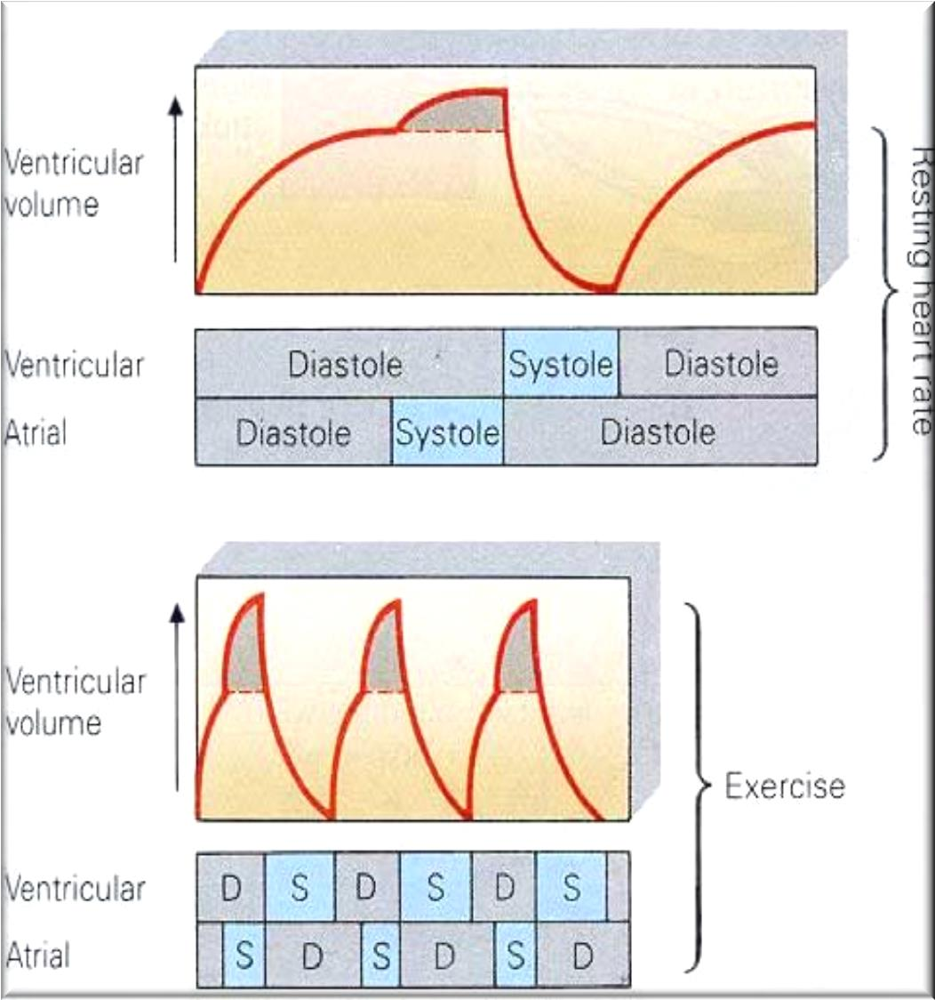 Ventricular
volume
Resting heart rate
Ventricular
Diastole
Systole
Diastole
Atrial
Diastole
Systole
Diastole
Ventricular
volume
Exercise
Ventricular
D
S
D
S
D
S
Atrial
S
D
S
D
S
D